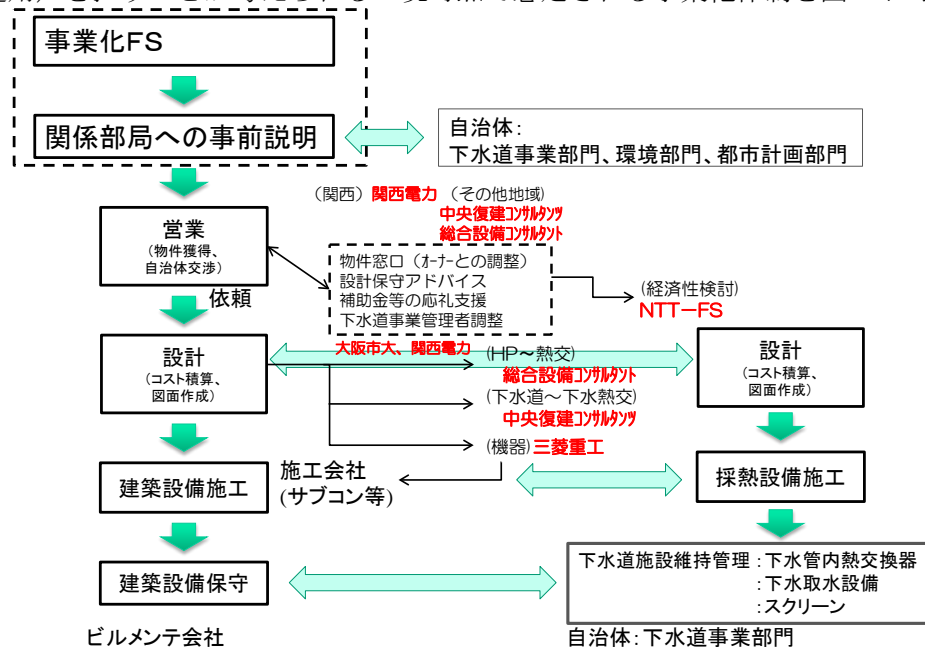 事業化FS
関係部局への事前説明
自治体：
下水道事業部門、環境部門、都市計画部門
（関西）関西電力 （その他地域）
中央復建ｺﾝｻﾙﾀﾝﾂ
総合設備ｺﾝｻﾙﾀﾝﾄ
営業
（物件獲得、
自治体交渉）
物件窓口（ｵｰﾅｰとの調整）
設計保守アドバイス
補助金等の応礼支援
下水道事業管理者調整
（経済性検討）
NTT－FS
依頼
大阪市大、関西電力
設計
（コスト積算、
図面作成）
（HP～熱交）
総合設備ｺﾝｻﾙﾀﾝﾄ
（下水道～下水熱交）
中央復建ｺﾝｻﾙﾀﾝﾂ
（機器）三菱重工
設計
（コスト積算、
図面作成）
建築設備施工
施工会社
(サブコン等)
採熱設備施工
建築設備保守
下水道施設維持管理：下水管内熱交換器
：下水取水設備
：スクリーン
ビルメンテ会社
自治体：下水道事業部門